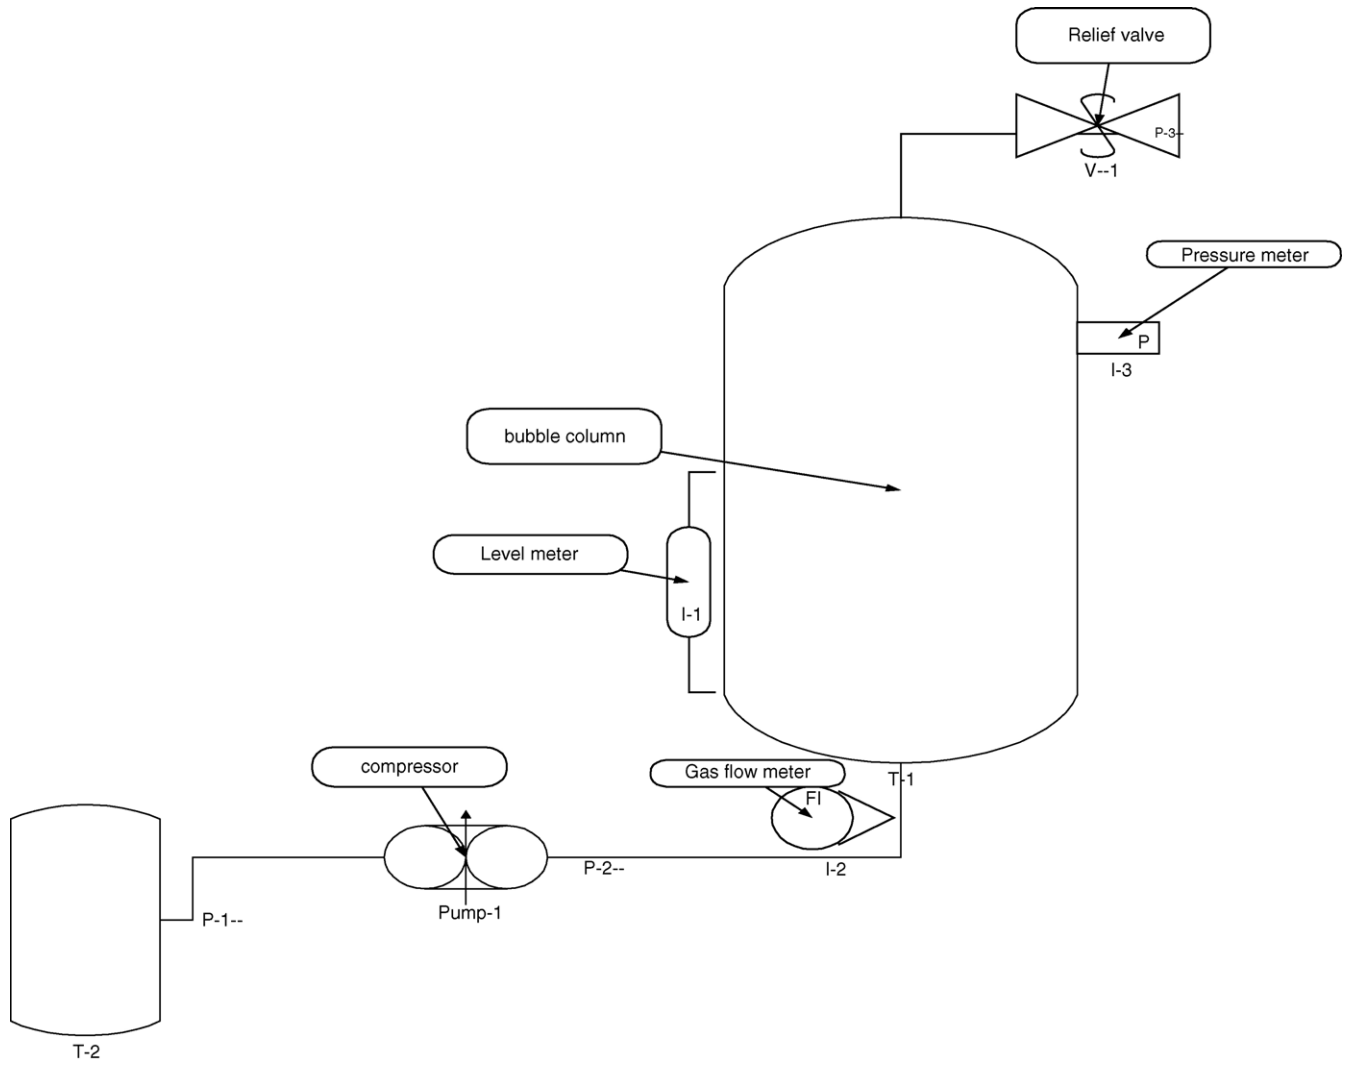 Relief valve
P-3-
V--1
Pressure meter
P
I-3
bubble column
Level meter
I-1
compressor
Gas flow meter
T-1
FI
P-2--
I-2
Pump-1
P-1--
T-2